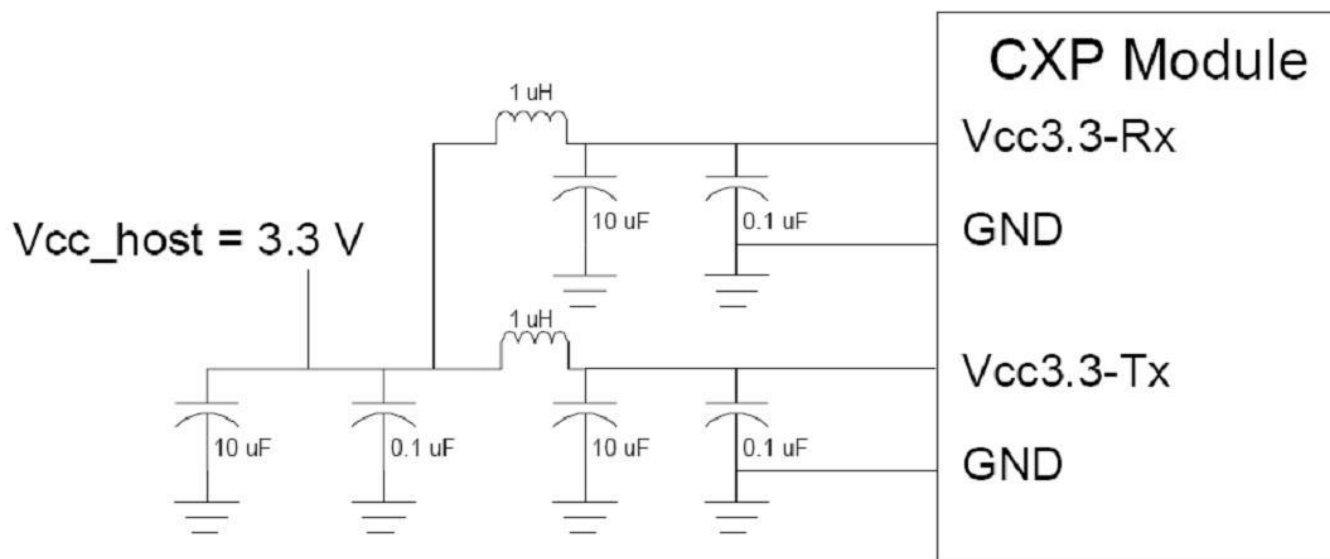 CXP Module
1 uH
Vcc3.3-Rx
10 uF
0.1 uF
GND
Vcc_host = 3.3 V
1 uH
Vcc3.3-Tx
10 uF
0.1 uF
10 uF
0.1 uF
GND